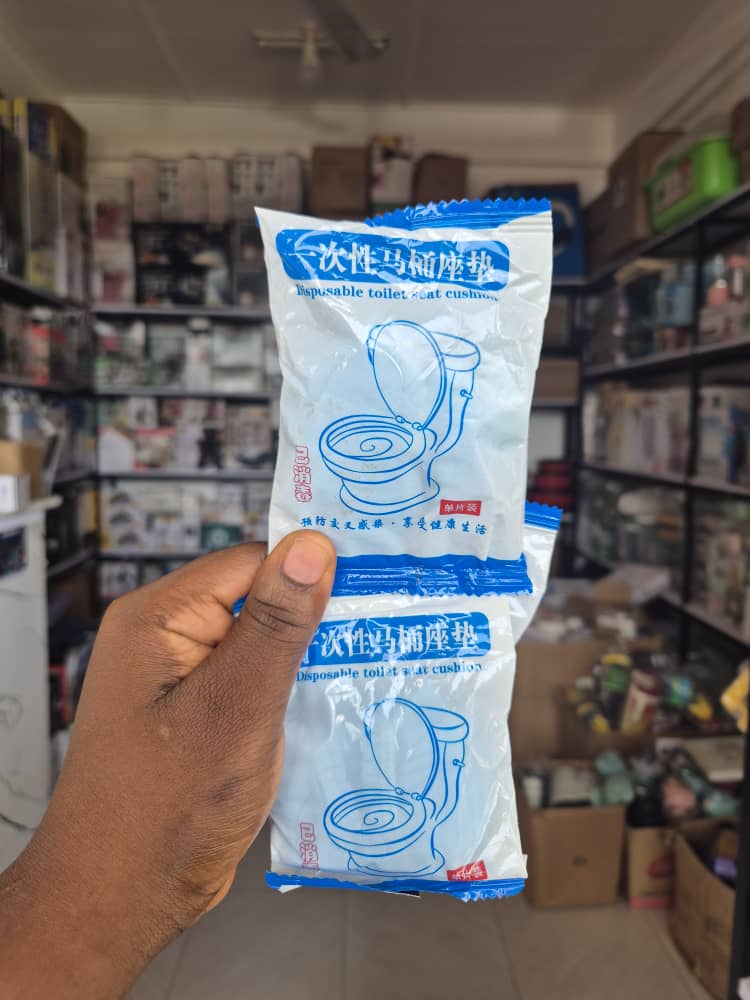 一次性马桶座垫
Disposable toilet seat cushion
已消毒
单片装
预防交叉感染·享受健康生活
一次性马桶座垫
Disposable toilet seat cushion
已消